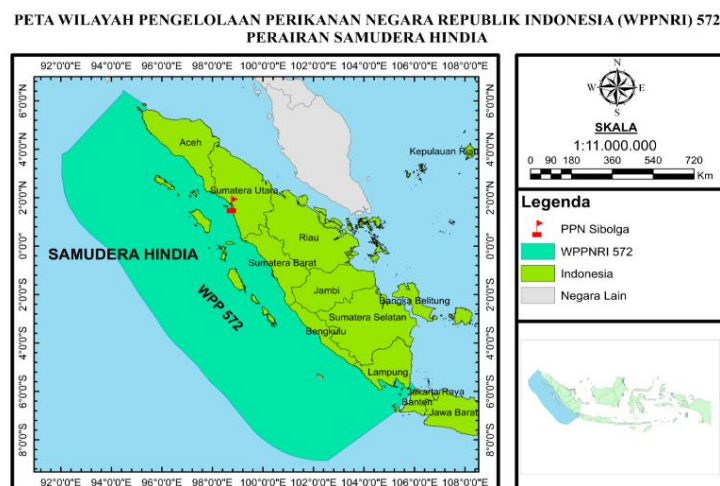 PETA WILAYAH PENGELOLAAN PERIKANAN NEGARA REPUBLIK INDONESIA (WPPNRI) 572
PERAIRAN SAMUDERA HINDIA
92°0'0"E 94°0'0"E 96°0'0"E 98°0'0"E 100°0'0"E 102°0'0"E 104°0'0"E 106°0'0"E 108°0'0"E
6°0'0"N
4°0'0"N
2°0'0"N
0°0'0"
2°0'0"S
4°0'0"S
6°0'0"S
8°0'0"S
Aceh
Kepulauan Riau
Sumatera Utara
Riau
SAMUDERA HINDIA
Sumatera Barat
WPP 572
Jambi
Bangka Belitung
Sumatera Selatan
Bengkulu
Lampung
Jakarta Raya
Banten
Jawa Barat
92°0'0"E 94°0'0"E 96°0'0"E 98°0'0"E 100°0'0"E 102°0'0"E 104°0'0"E 106°0'0"E 108°0'0"E
N
W E
S
SKALA
1:11.000.000
0 90 180 360 540 720
Km
Legenda
PPN Sibolga
WPPNRI 572
Indonesia
Negara Lain